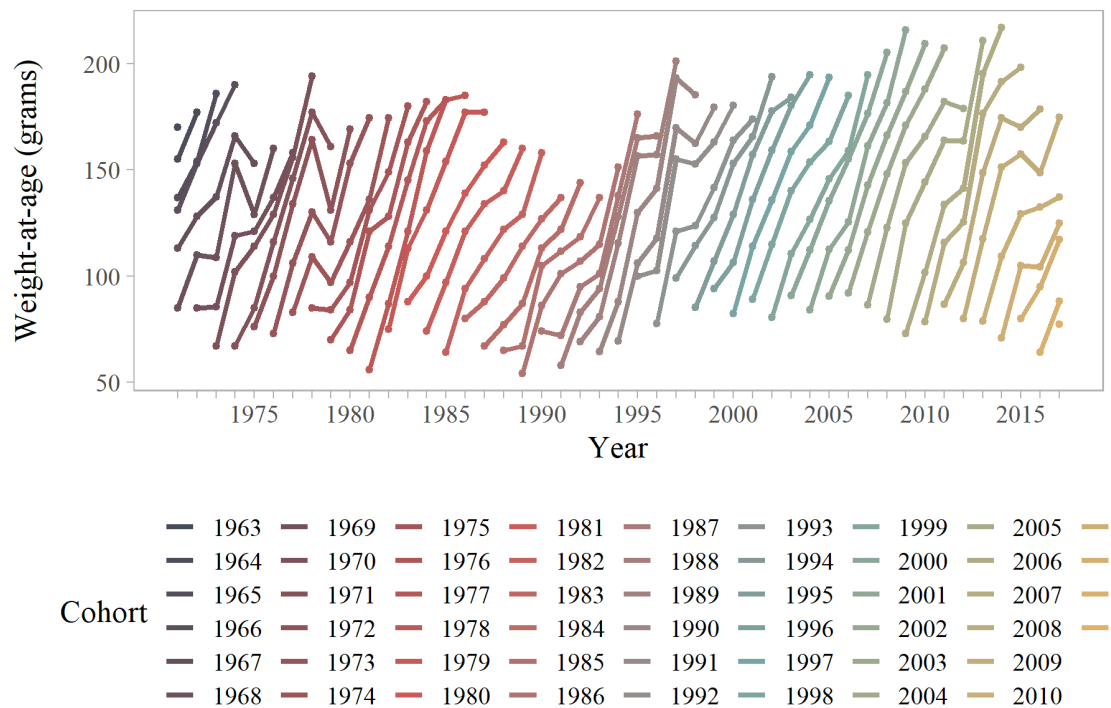 200
150
100
50
Weight-at-age (grams)
1975 1980 1985 1990 1995 2000 2005 2010 2015
Year
Cohort
1963 1969 1975 1981 1987 1993 1999 2005
1964 1970 1976 1982 1988 1994 2000 2006
1965 1971 1977 1983 1989 1995 2001 2007
1966 1972 1978 1984 1990 1996 2002 2008
1967 1973 1979 1985 1991 1997 2003 2009
1968 1974 1980 1986 1992 1998 2004 2010